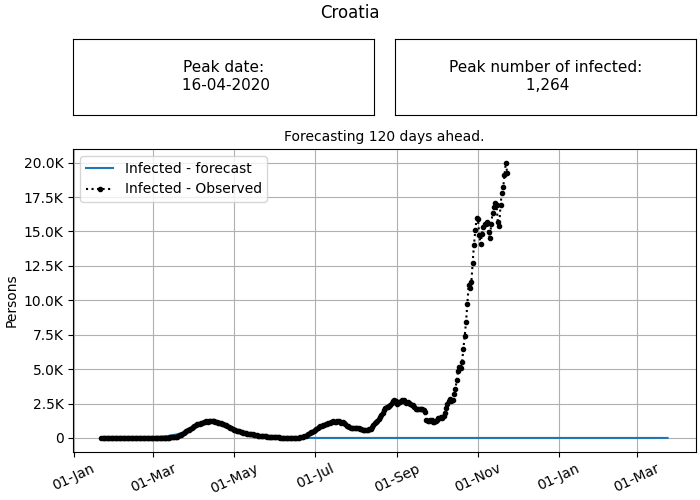 Croatia
Peak date:
16-04-2020
Peak number of infected:
1,264
Forecasting 120 days ahead.
Infected - forecast
Infected - Observed
20.0K
17.5K
15.0K
12.5K
10.0K
7.5K
5.0K
2.5K
0
Persons
01-Jan
01-Mar
01-May
01-Jul
01-Sep
01-Nov
01-Jan
01-Mar